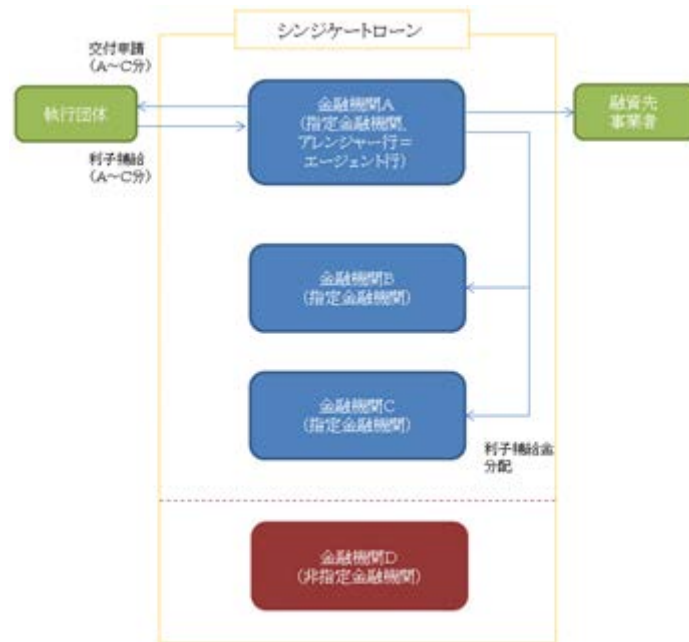 シンジケートローン
交付申請
(A～C分)
執行団体
利子補給
(A～C分)
金融機関A
(指定金融機関、
アレンジャー行＝
エージェント行)
融資先
事業者
金融機関B
(指定金融機関)
金融機関C
(指定金融機関)
利子補給金
分配
金融機関D
(非指定金融機関)